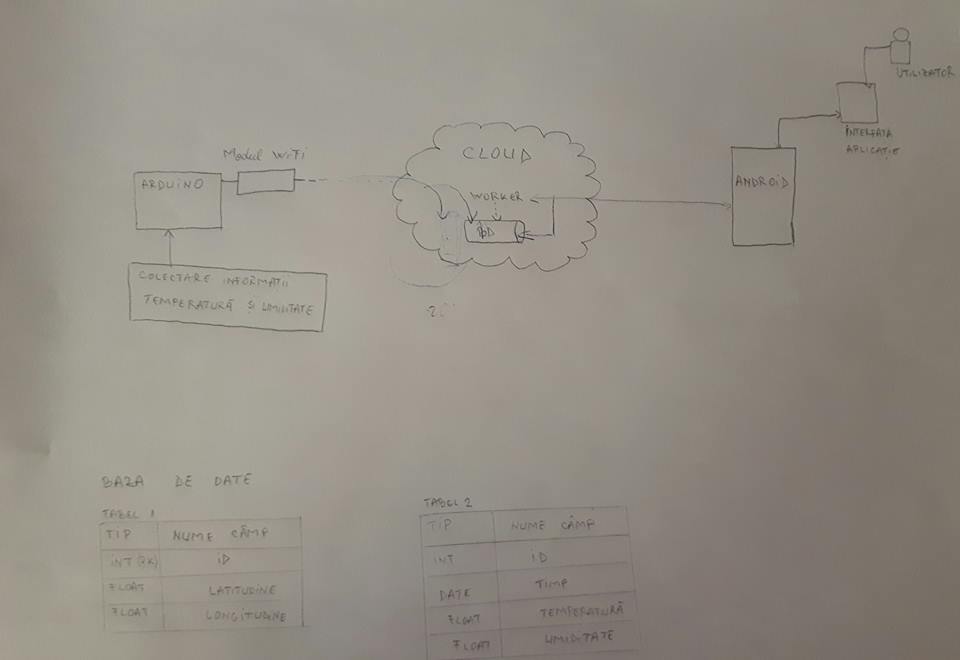 UTILIZATOR
INTERFATA
APLICAȚIE
Modul WiFi
CLOUD
ARDUINO
WORKER
ANDROID
BD
COLECTARE INFORMATII
TEMPERATURĂ ȘI UMIDITATE
BAZA DE DATE
TABEL 1
TIP NUME CÂMP
INT (PK) ID
FLOAT LATITUDINE
FLOAT LONGITUDINE
TABEL 2
TIP NUME CÂMP
INT ID
DATE TIMP
FLOAT TEMPERATURĂ
FLOAT UMIDITATE